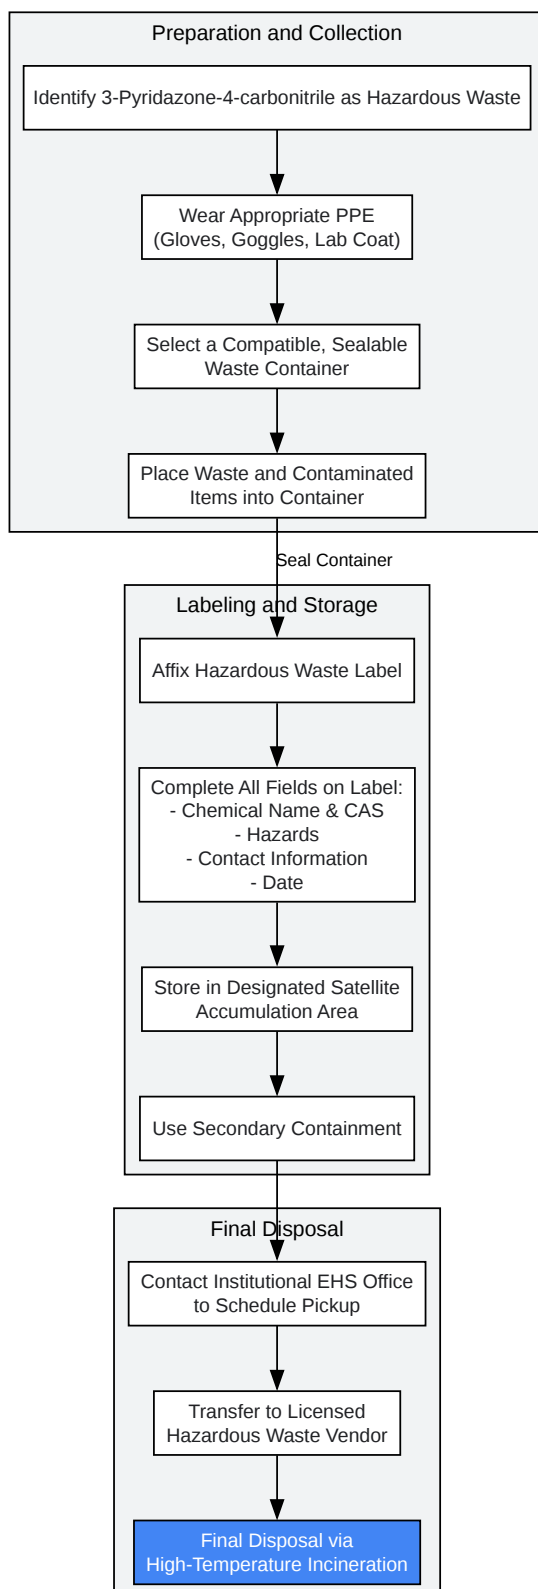 Preparation and Collection
Identify 3-Pyridazone-4-carbonitrile as Hazardous Waste
Wear Appropriate PPE
(Gloves, Goggles, Lab Coat)
Select a Compatible, Sealable
Waste Container
Place Waste and Contaminated
Items into Container
Seal Container
Labeling and Storage
Affix Hazardous Waste Label
Complete All Fields on Label:
- Chemical Name & CAS
- Hazards
- Contact Information
- Date
Store in Designated Satellite
Accumulation Area
Use Secondary Containment
Final Disposal
Contact Institutional EHS Office
to Schedule Pickup
Transfer to Licensed
Hazardous Waste Vendor
Final Disposal via
High-Temperature Incineration